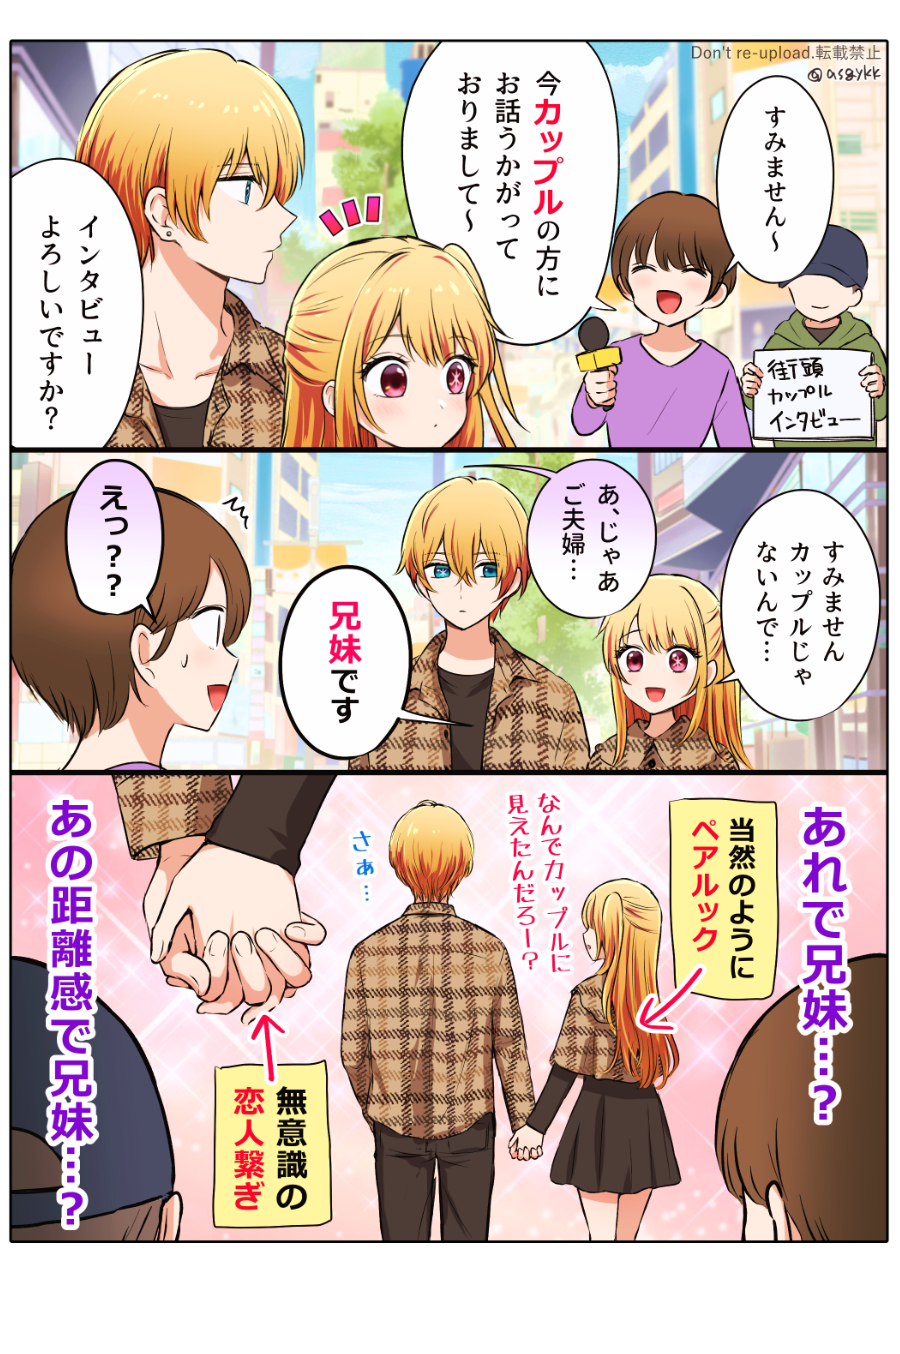 Don't re-upload.転載禁止
@asgykk
すみません〜
今カップルの方に
お話うかがって
おりまして〜
街頭
カップル
インタビュー
インタビュー
よろしいですか?
すみません
カップルじゃ
ないんで…
あ、じゃあ
ご夫婦…
兄妹です
えっ??
あれで兄妹…?
当然のように
ペアルック
なんでカップルに
見えたんだろー?
さぁ…
無意識の
恋人繋ぎ
あの距離感で兄妹…?